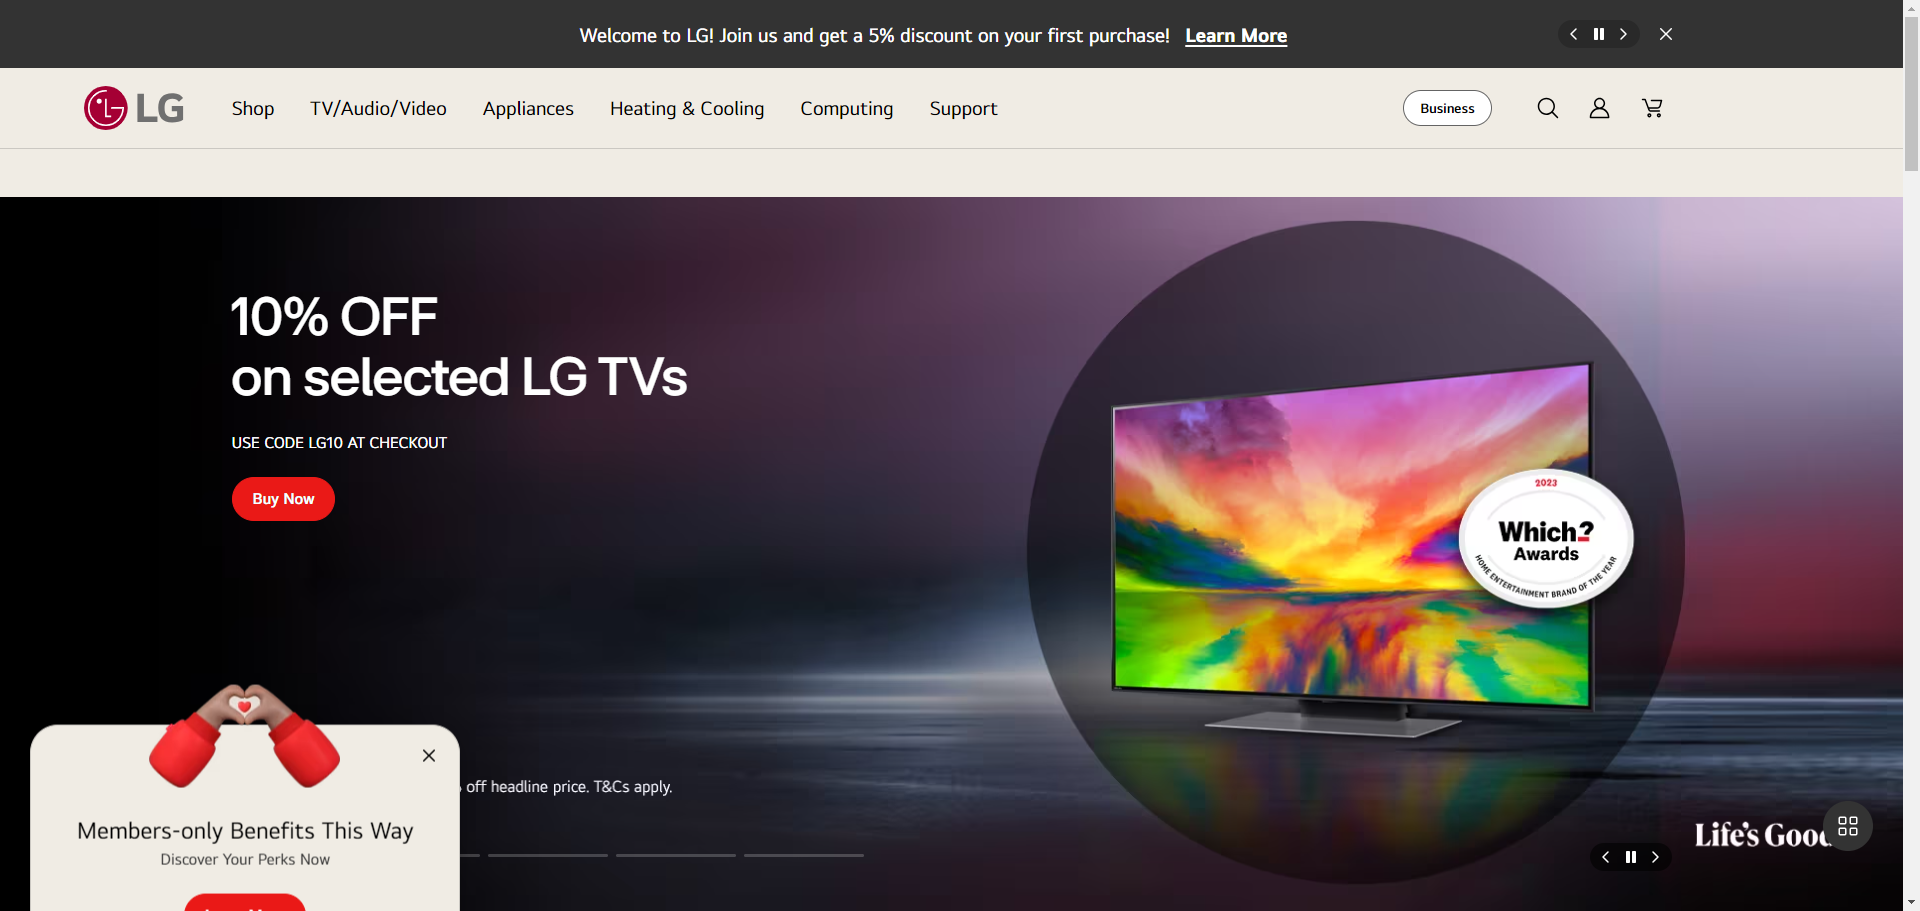 Welcome to LG! Join us and get a 5% discount on your first purchase! Learn More
LG
Shop TV/Audio/Video Appliances Heating & Cooling Computing Support Business
10% OFF
on selected LG TVs
USE CODE LG10 AT CHECKOUT
Buy Now
2023
Which?
Awards
HOME ENTERTAINMENT BRAND OF THE YEAR
off headline price. T&Cs apply.
Life's Good
Members-only Benefits This Way
Discover Your Perks Now